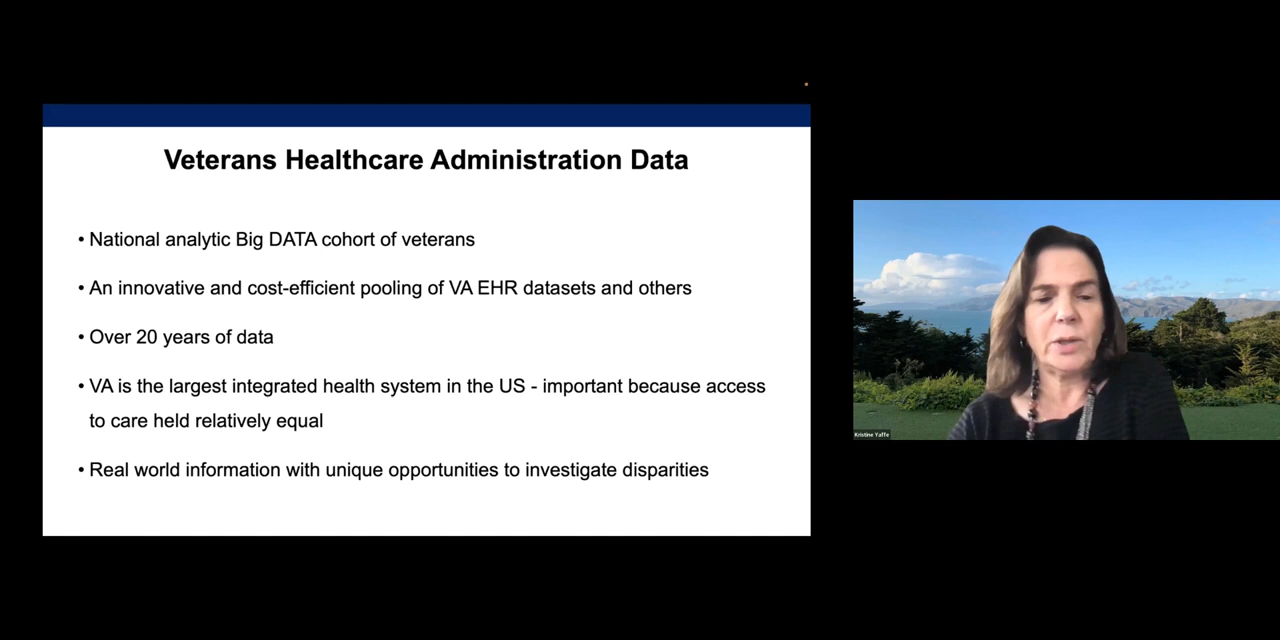 Veterans Healthcare Administration Data
• National analytic Big DATA cohort of veterans
• An innovative and cost-efficient pooling of VA EHR datasets and others
• Over 20 years of data
• VA is the largest integrated health system in the US - important because access
to care held relatively equal
• Real world information with unique opportunities to investigate disparities
Kristine Yaffe